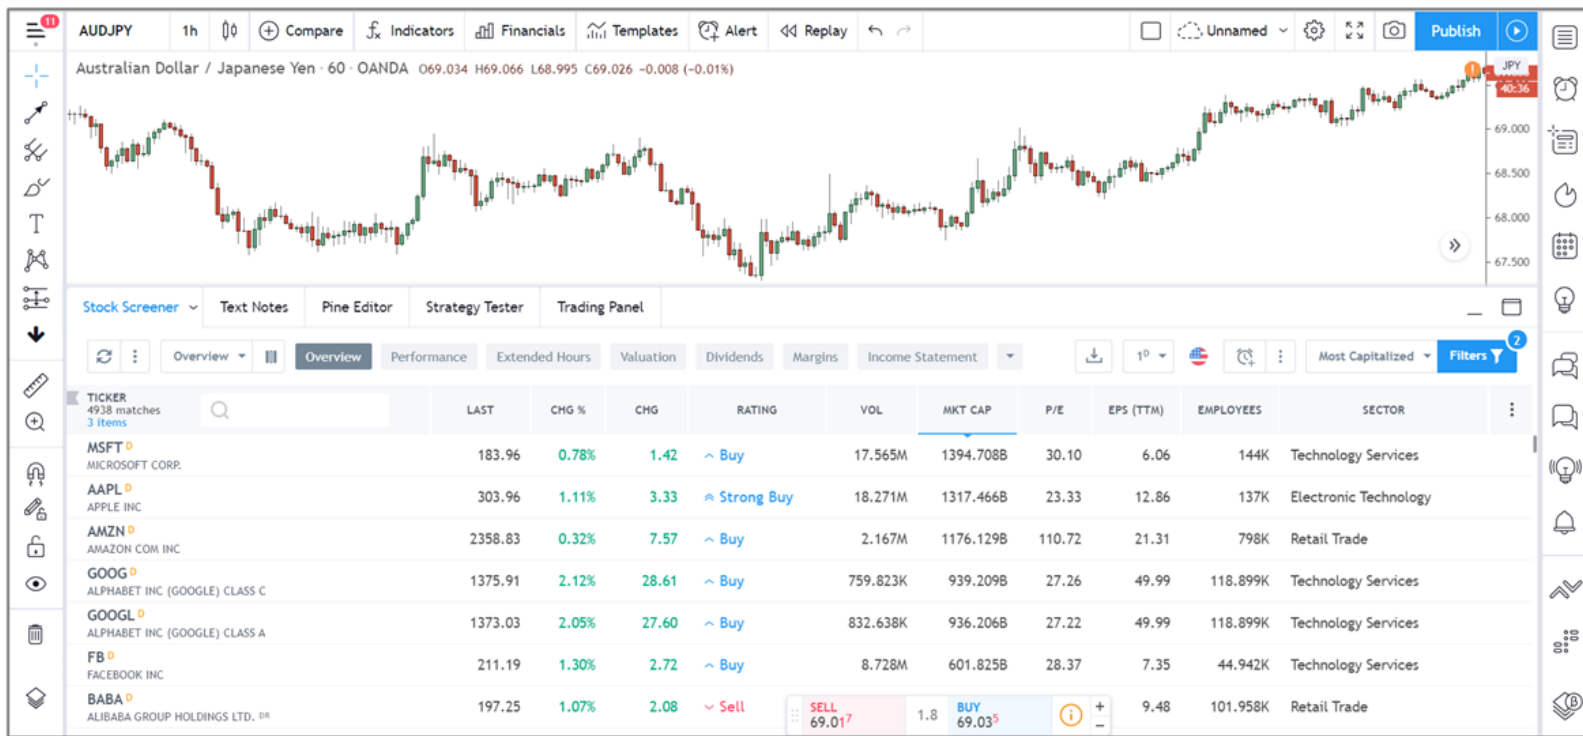 11 AUDJPY 1h Compare fx Indicators Financials Templates Alert Replay Unnamed Publish
Australian Dollar / Japanese Yen · 60 · OANDA O69.034 H69.066 L68.995 C69.026 -0.008 (-0.01%)
JPY
40:36
69.000
68.500
68.000
67.500
T
Stock Screener Text Notes Pine Editor Strategy Tester Trading Panel
Overview Overview Performance Extended Hours Valuation Dividends Margins Income Statement 1D Most Capitalized Filters 2
TICKER
4938 matches
3 items
LAST CHG % CHG RATING VOL MKT CAP P/E EPS (TTM) EMPLOYEES SECTOR
MSFT D 183.96 0.78% 1.42 Buy 17.565M 1394.708B 30.10 6.06 144K Technology Services
MICROSOFT CORP.
AAPL D 303.96 1.11% 3.33 Strong Buy 18.271M 1317.466B 23.33 12.86 137K Electronic Technology
APPLE INC
AMZN D 2358.83 0.32% 7.57 Buy 2.167M 1176.129B 110.72 21.31 798K Retail Trade
AMAZON COM INC
GOOG D 1375.91 2.12% 28.61 Buy 759.823K 939.209B 27.26 49.99 118.899K Technology Services
ALPHABET INC (GOOGLE) CLASS C
GOOGL D 1373.03 2.05% 27.60 Buy 832.638K 936.206B 27.22 49.99 118.899K Technology Services
ALPHABET INC (GOOGLE) CLASS A
FB D 211.19 1.30% 2.72 Buy 8.728M 601.825B 28.37 7.35 44.942K Technology Services
FACEBOOK INC
BABA D 197.25 1.07% 2.08 Sell 9.48 101.958K Retail Trade
ALIBABA GROUP HOLDINGS LTD. DR
SELL 1.8 BUY
69.017 69.035